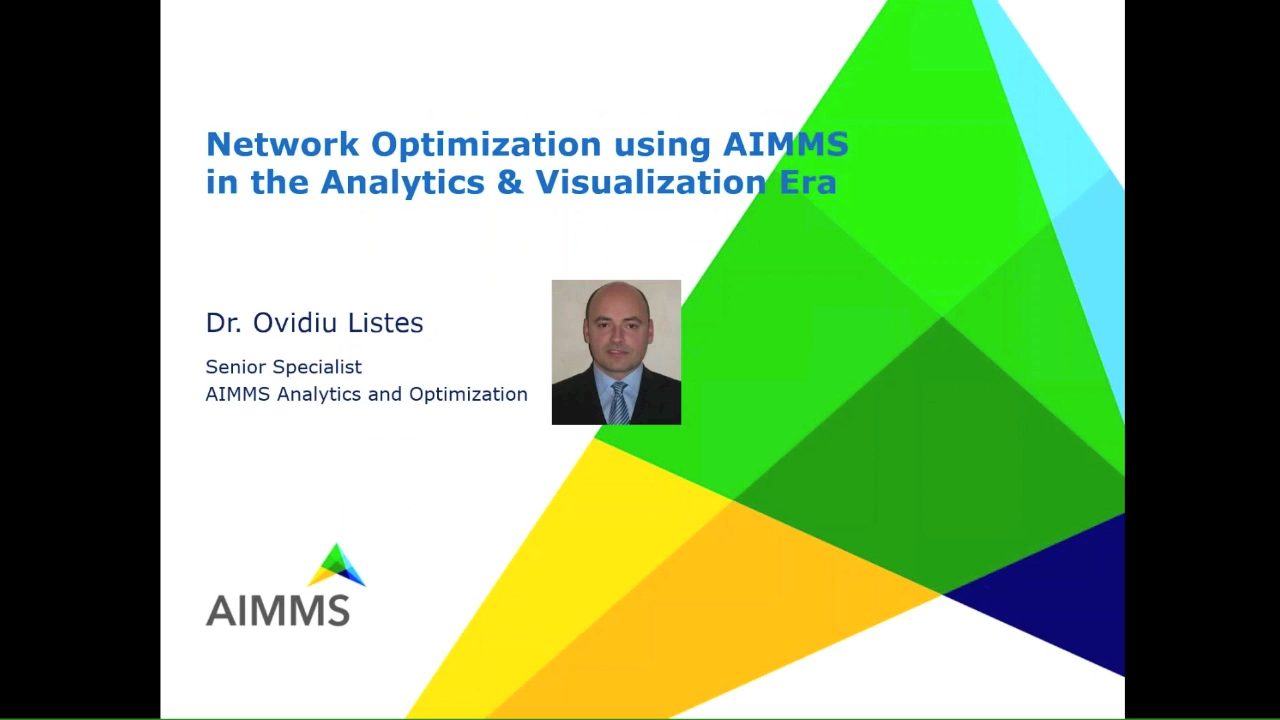 Network Optimization using AIMMS
in the Analytics & Visualization Era
Dr. Ovidiu Listes
Senior Specialist
AIMMS Analytics and Optimization
AIMMS